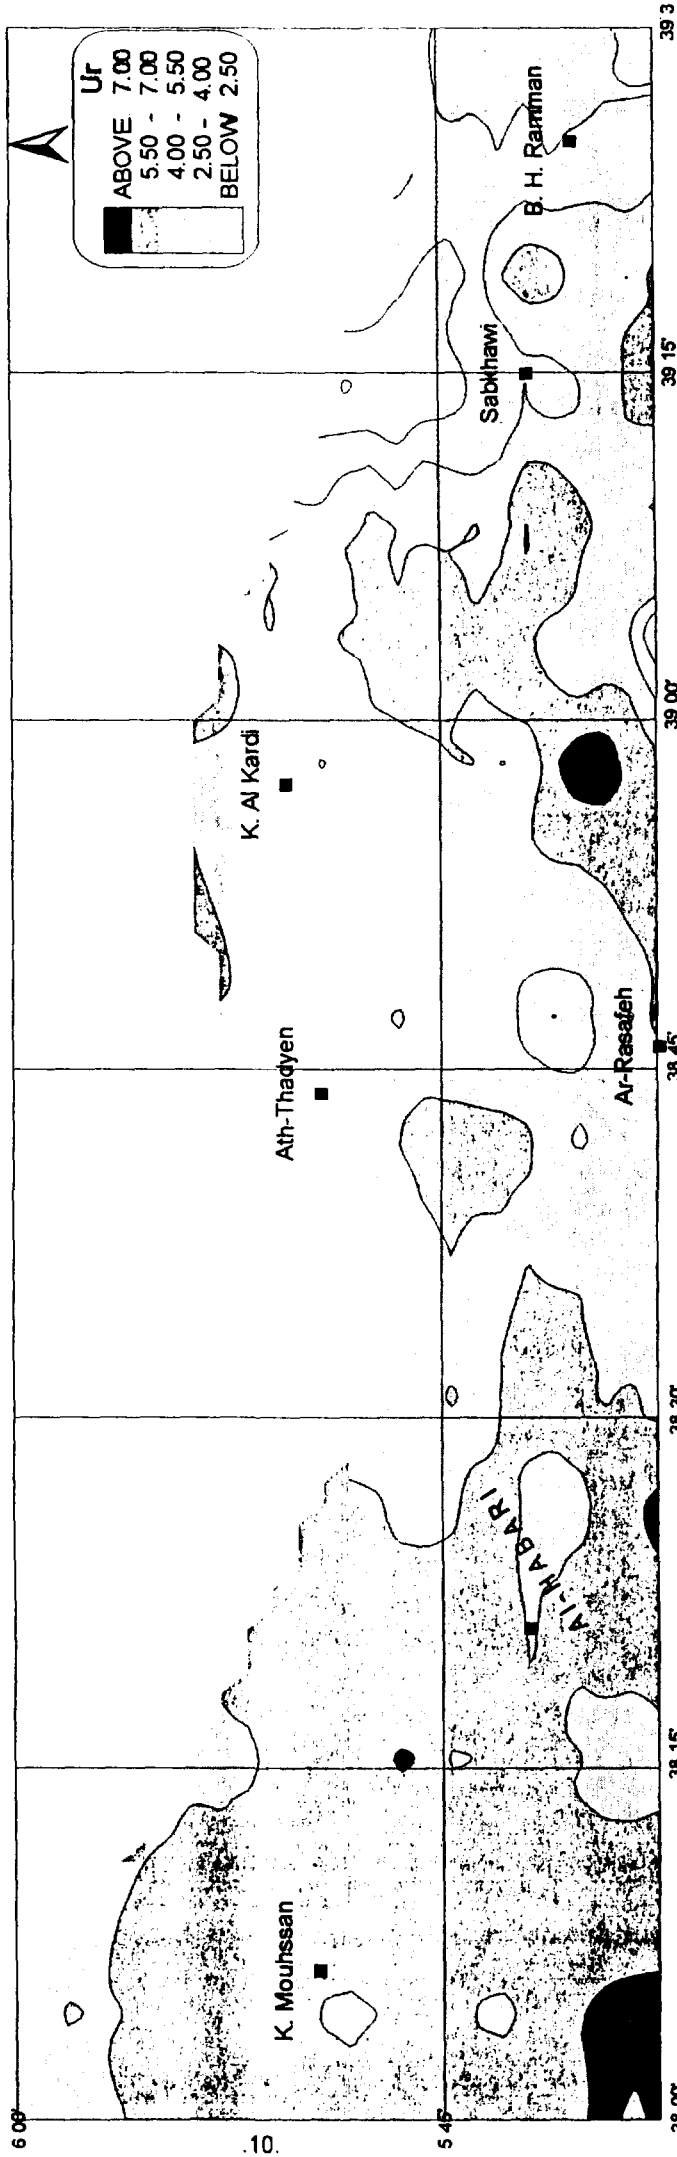 Ur
ABOVE 7.00
5.50 - 7.00
4.00 - 5.50
2.50 - 4.00
BELOW 2.50
K. Mouhssan
Al-HABARI
Ath-Thadyen
Ar-Rasafeh
K. Al Kardi
Sabkhawi
B. H. Ramman
6 00'
.10.
5 45'
38 00'
38 15'
38 30'
38 45'
39 00'
39 15'
39 3